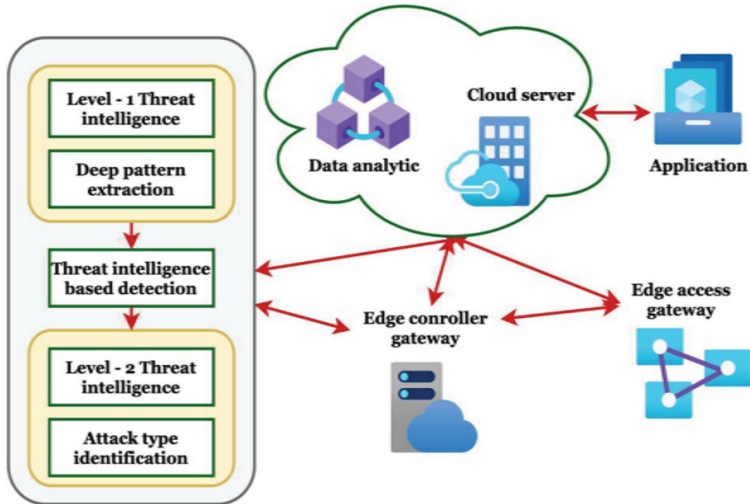 Level - 1 Threat
intelligence
Deep pattern
extraction
Threat intelligence
based detection
Level - 2 Threat
intelligence
Attack type
identification
Data analytic
Cloud server
Application
Edge conroller
gateway
Edge access
gateway